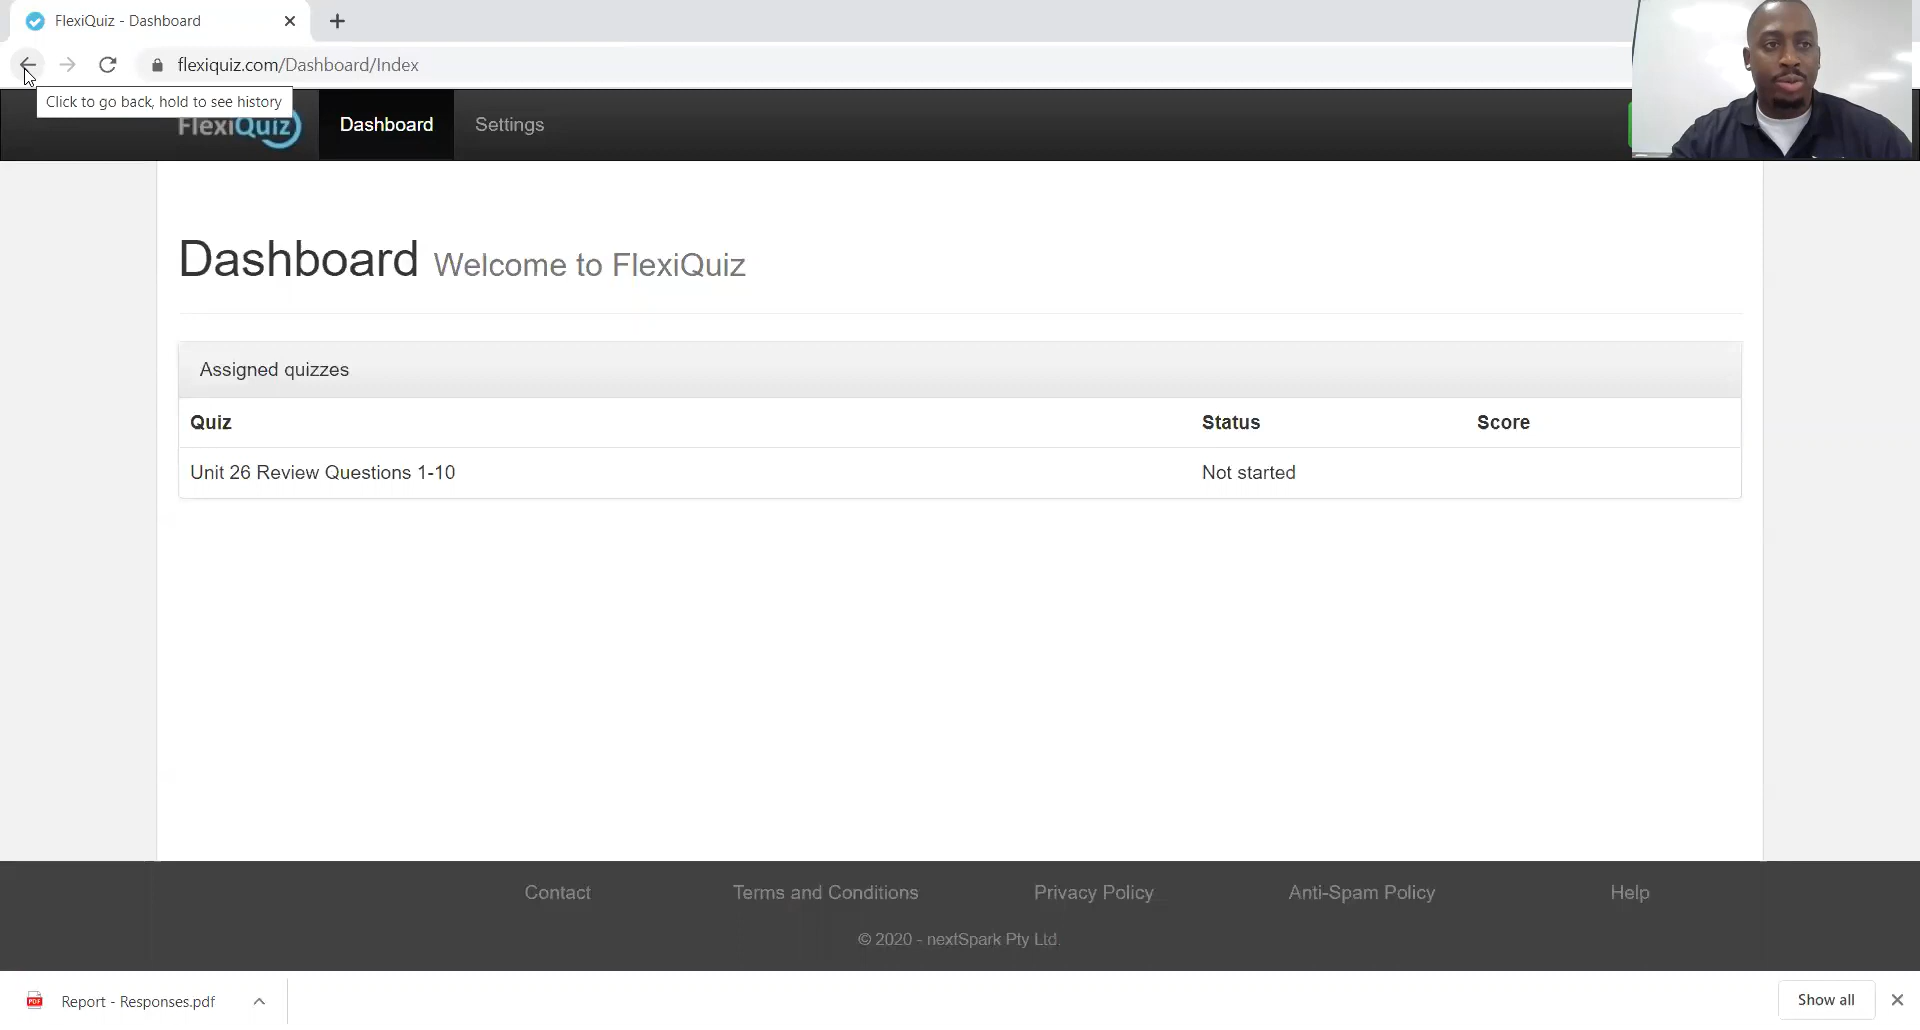 FlexiQuiz - Dashboard
flexiquiz.com/Dashboard/Index
Click to go back, hold to see history
FlexiQuiz
Dashboard
Settings
Dashboard Welcome to FlexiQuiz
Assigned quizzes
Quiz Status Score
Unit 26 Review Questions 1-10 Not started
Contact Terms and Conditions Privacy Policy Anti-Spam Policy Help
© 2020 - nextSpark Pty Ltd.
PDF
Report - Responses.pdf
Show all